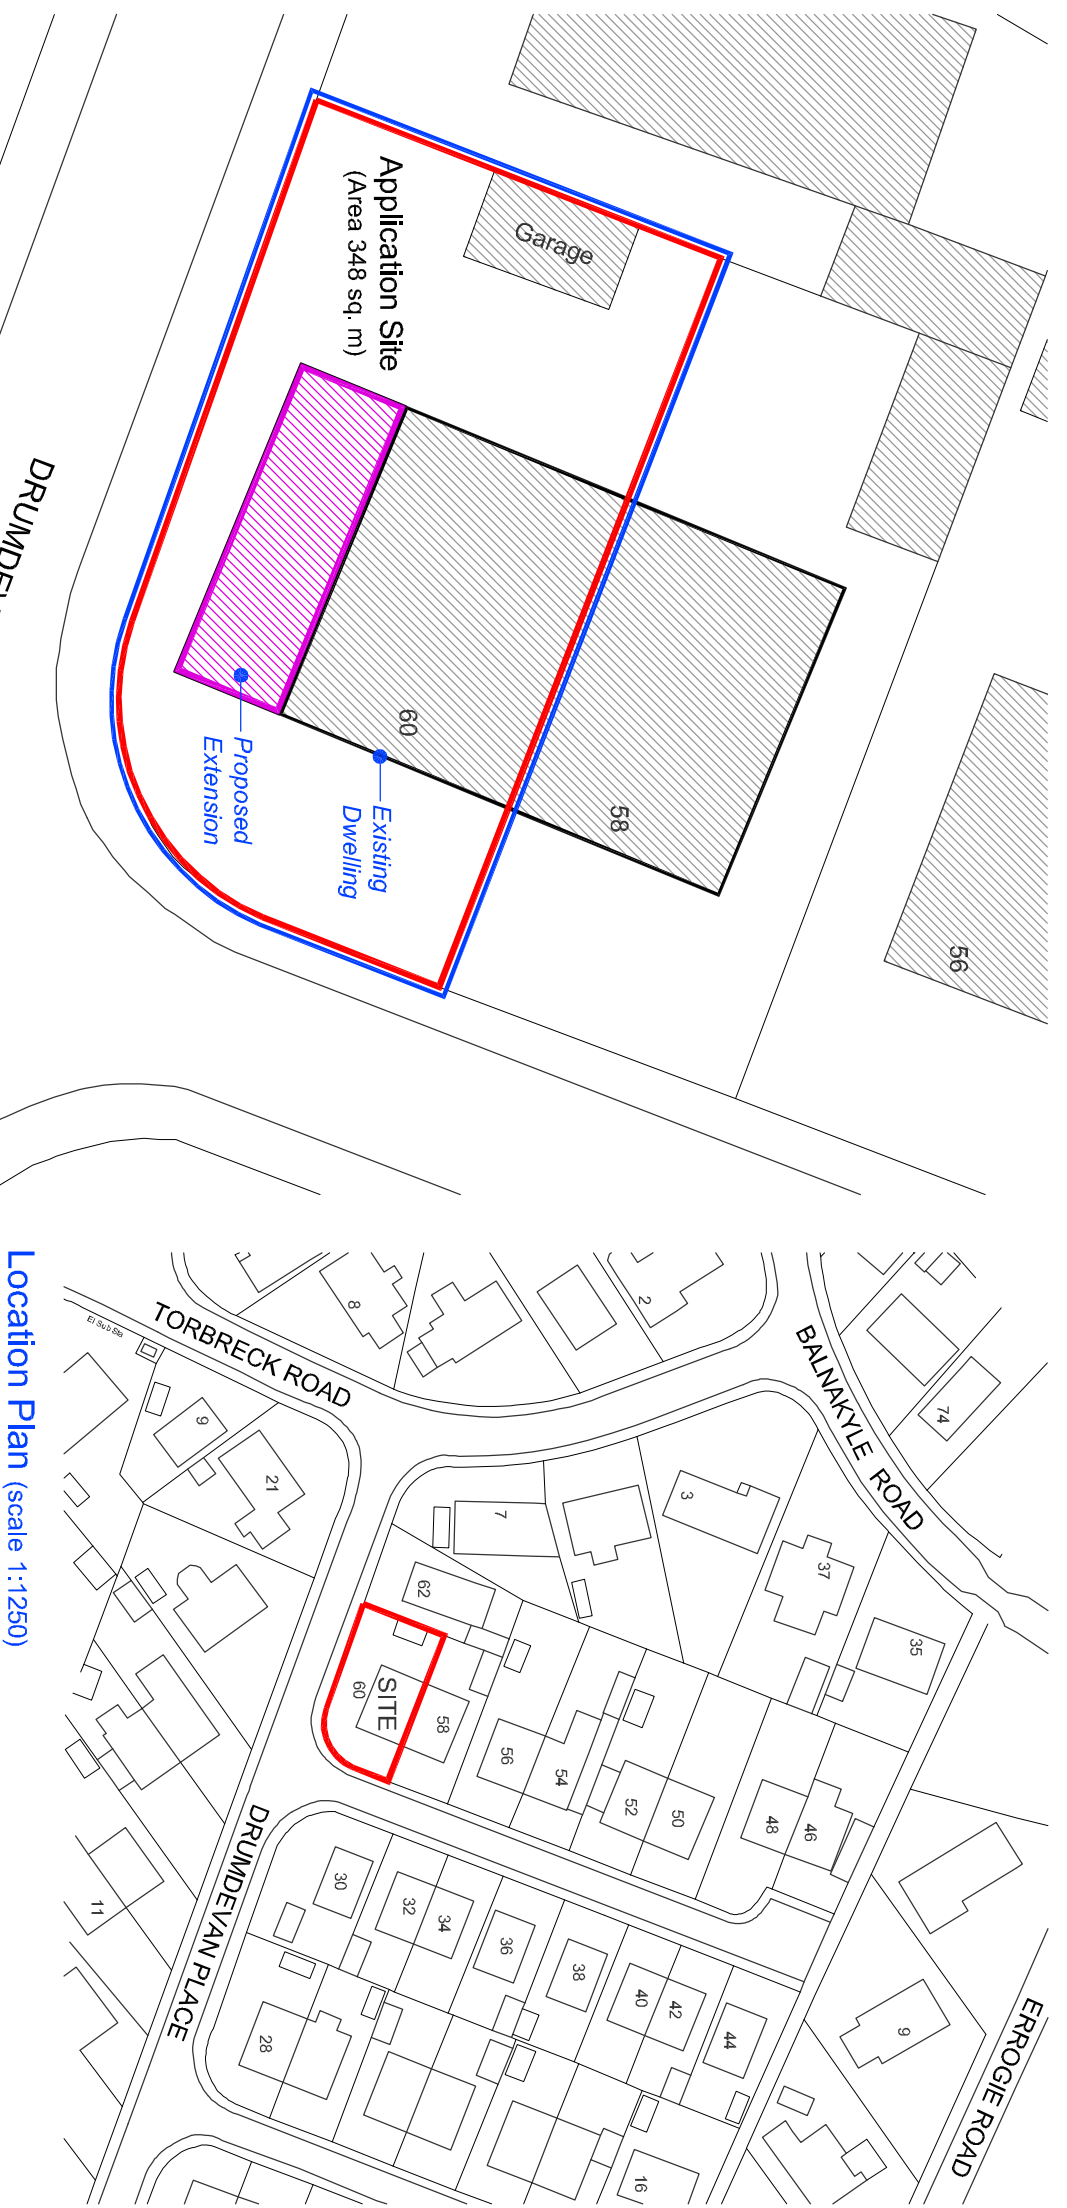 Application Site
(Area 348 sq. m)
Garage
60
58
56
Proposed
Extension
Existing
Dwelling
Location Plan (scale 1:1250)
TORBRECK ROAD
BALNAKYLE ROAD
DRUMDEVAN PLACE
ERROGIE ROAD
El Sub Sta
SITE
8
2
74
9
21
7
3
37
35
62
60
58
56
54
52
50
48
46
30
32
34
36
38
40
42
44
28
11
9
16